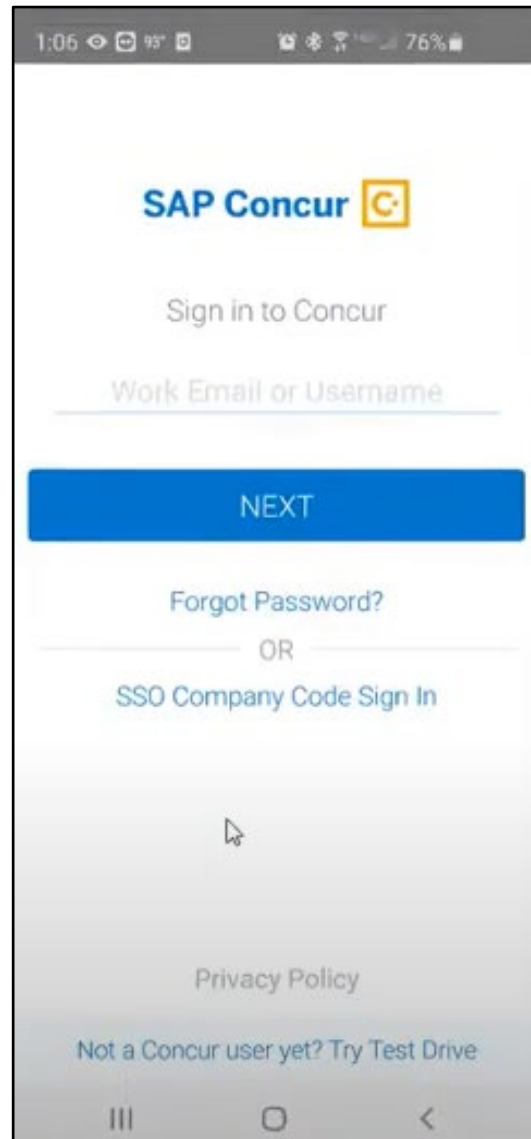 1:06 93° 76%
SAP Concur C
Sign in to Concur
Work Email or Username
NEXT
Forgot Password?
OR
SSO Company Code Sign In
Privacy Policy
Not a Concur user yet? Try Test Drive